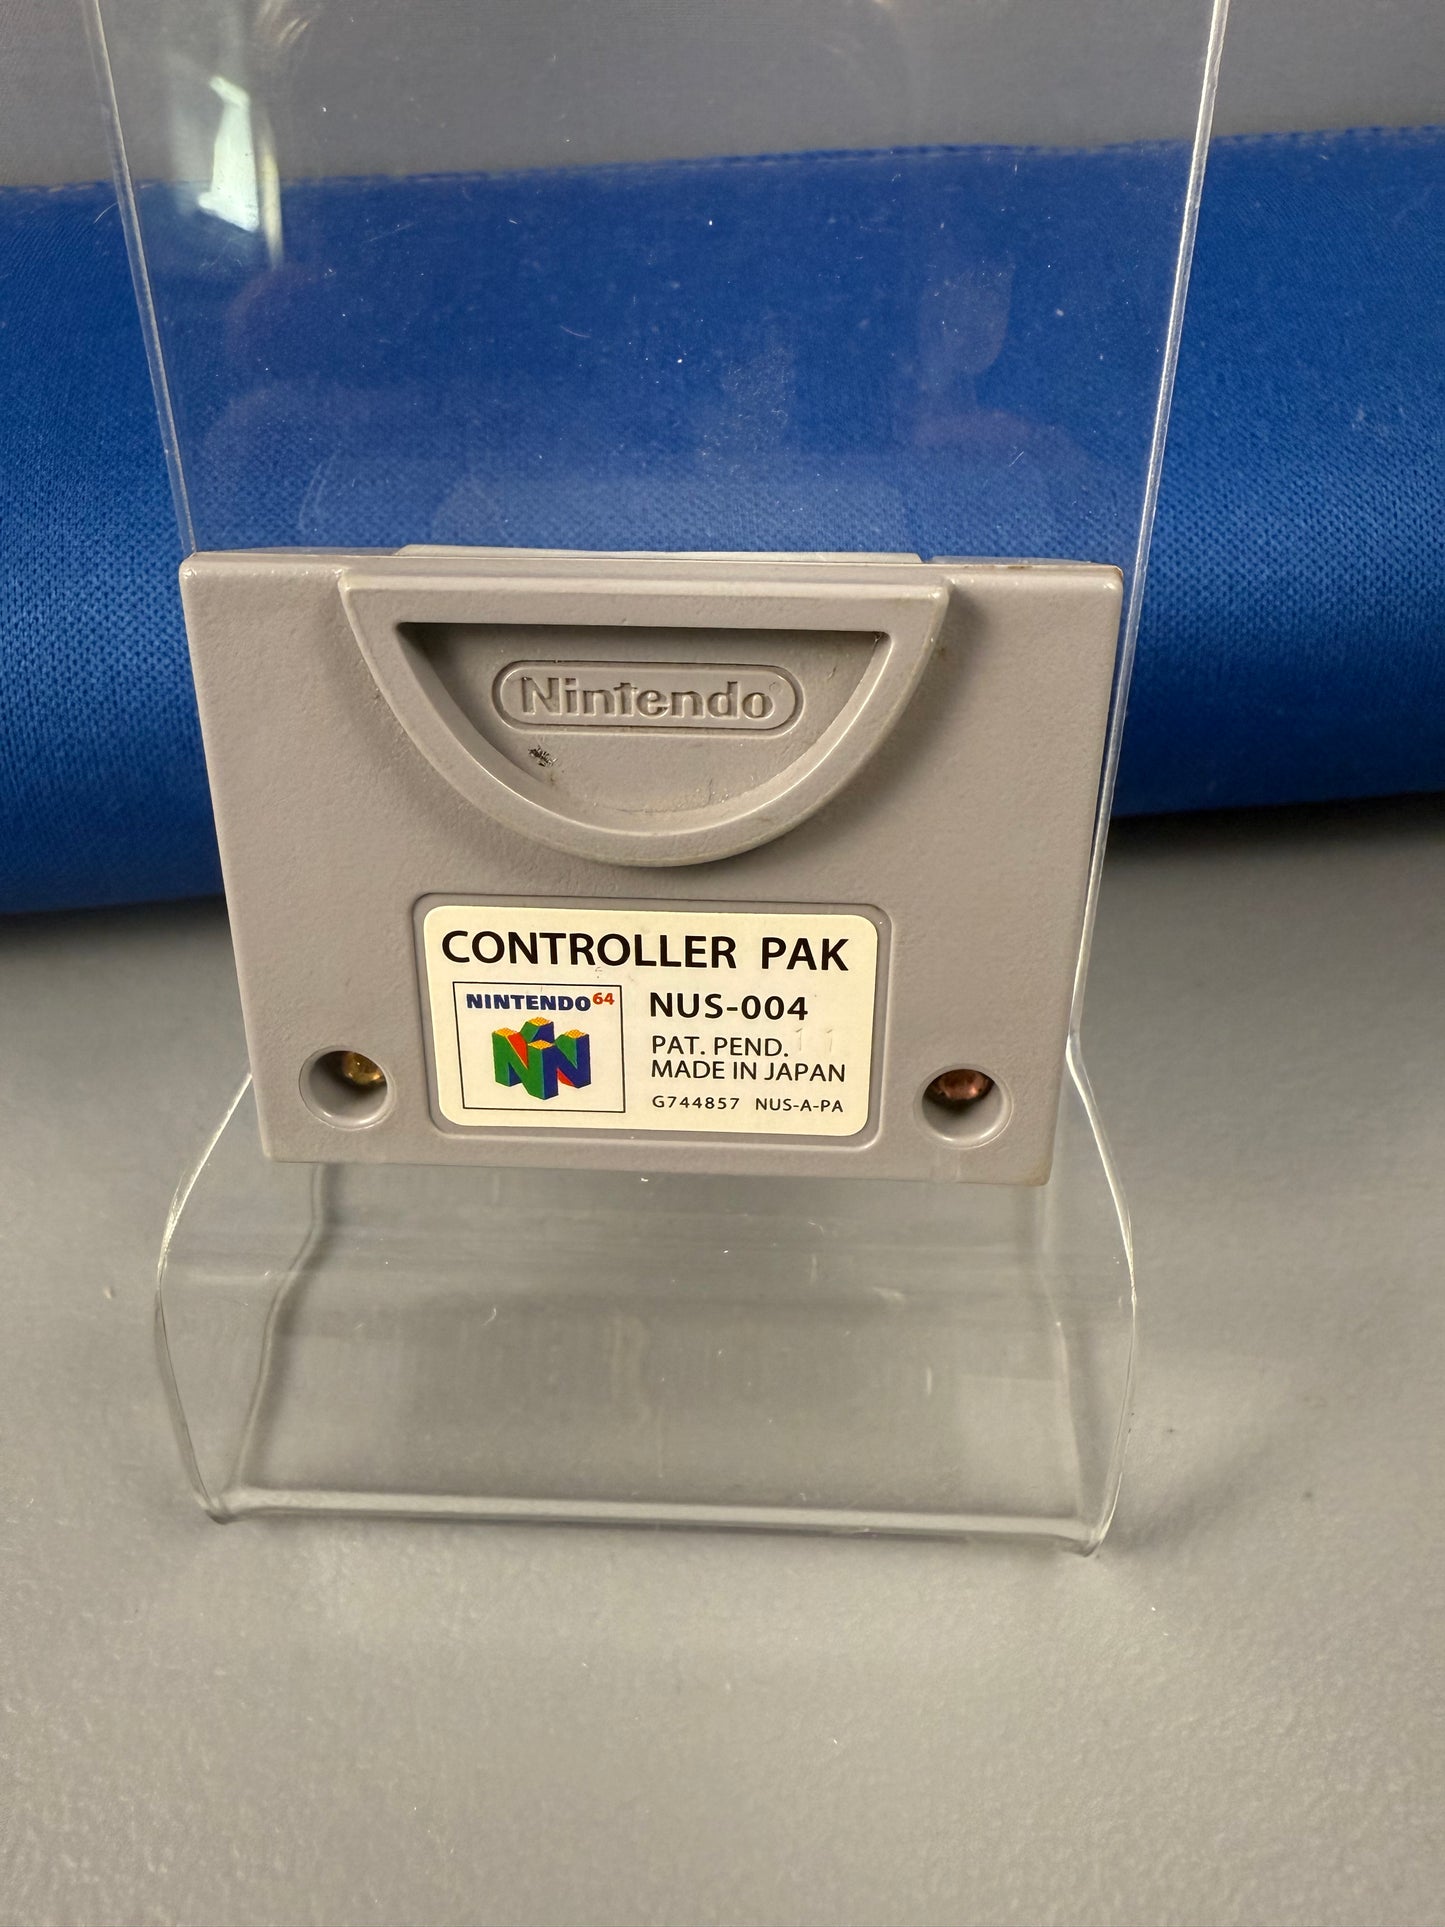 Nintendo
CONTROLLER PAK
NINTENDO64
NUS-004
PAT. PEND.
MADE IN JAPAN
G744857 NUS-A-PA